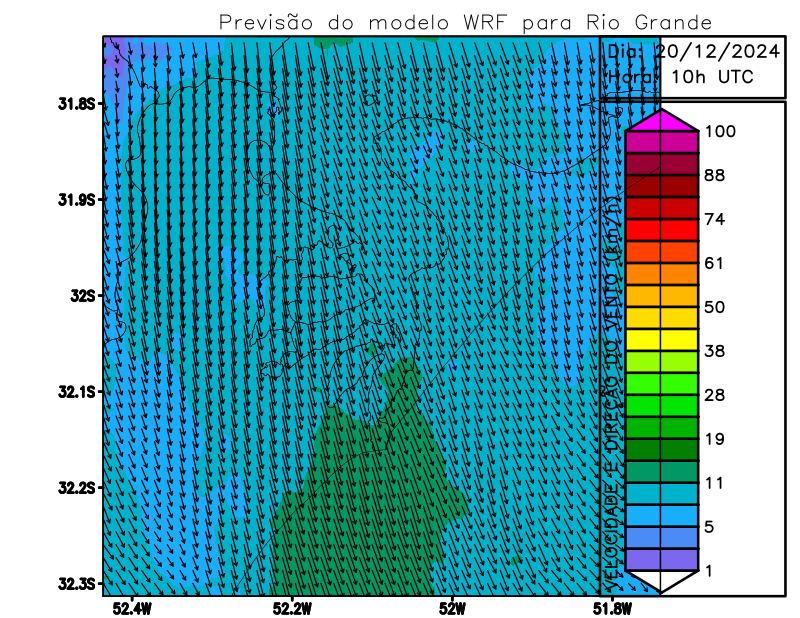 Previsão do modelo WRF para Rio Grande
Dia: 20/12/2024
Hora: 10h UTC
31.8S
31.9S
32S
32.1S
32.2S
32.3S
52.4W
52.2W
52W
51.8W
VELOCIDADE E DIREÇÃO DO VENTO (km/h)
100
88
74
61
50
38
28
19
11
5
1